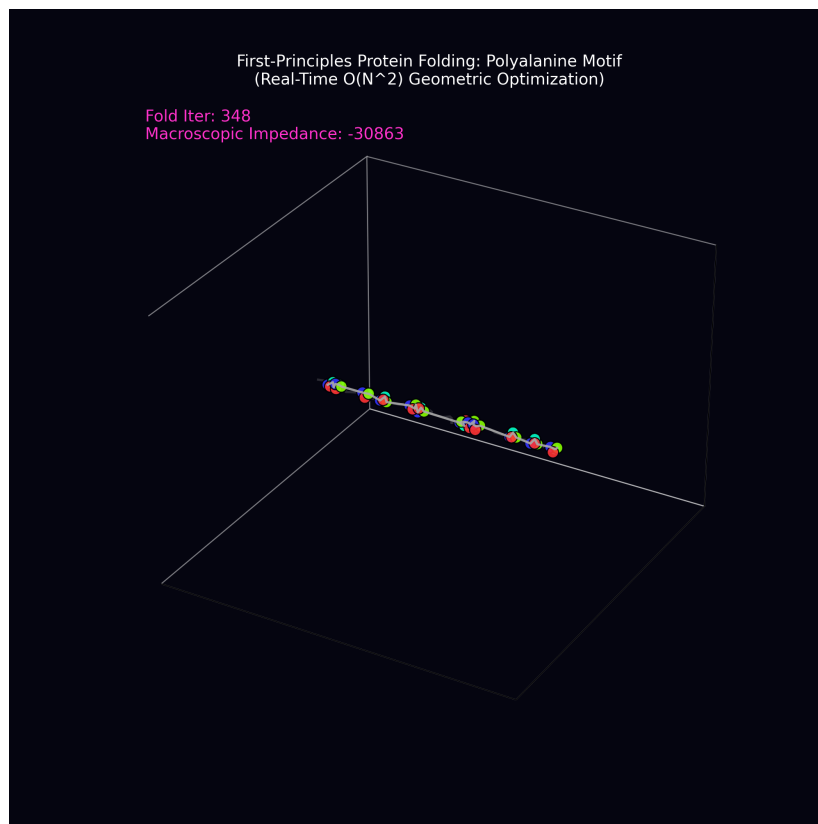 First-Principles Protein Folding: Polyalanine Motif
(Real-Time O(N^2) Geometric Optimization)
Fold Iter: 348
Macroscopic Impedance: -30863